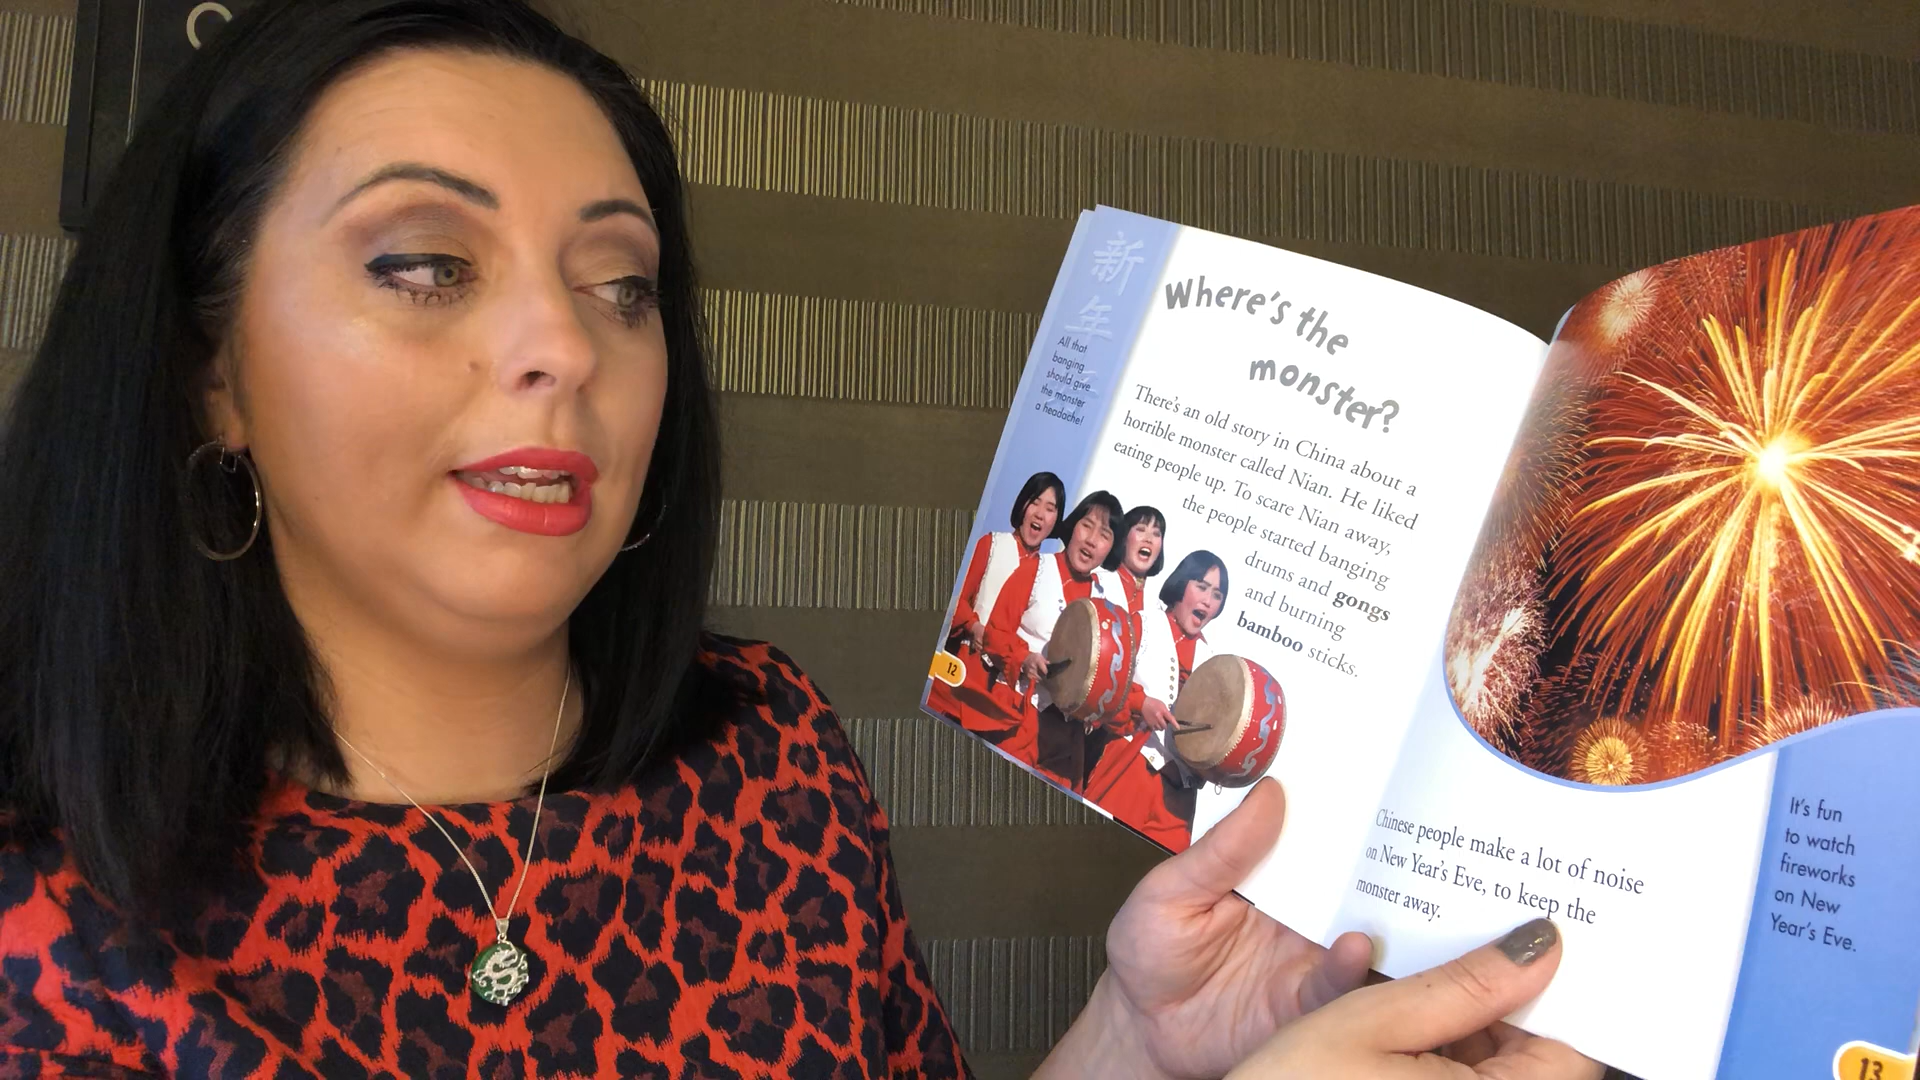 新
年
All that
banging
should give
the monster
a headache!
Where's the
monster?
There's an old story in China about a
horrible monster called Nian. He liked
eating people up. To scare Nian away,
the people started banging
drums and gongs
and burning
bamboo sticks.
12
Chinese people make a lot of noise
on New Year's Eve, to keep the
monster away.
It's fun
to watch
fireworks
on New
Year's Eve.
13